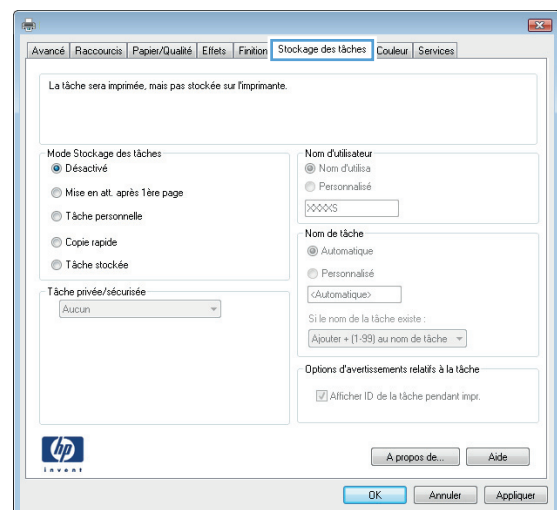 Avancé Raccourcis Papier/Qualité Effets Finition Stockage des tâches Couleur Services
La tâche sera imprimée, mais pas stockée sur l'imprimante.
Mode Stockage des tâches
Désactivé
Mise en att. après 1ère page
Tâche personnelle
Copie rapide
Tâche stockée
Tâche privée/sécurisée
Aucun
Nom d'utilisateur
Nom d'utilisa
Personnalisé
XXXXS
Nom de tâche
Automatique
Personnalisé
<Automatique>
Si le nom de la tâche existe :
Ajouter + (1-99) au nom de tâche
Options d'avertissements relatifs à la tâche
Afficher ID de la tâche pendant impr.
hp
invent
A propos de... Aide
OK Annuler Appliquer